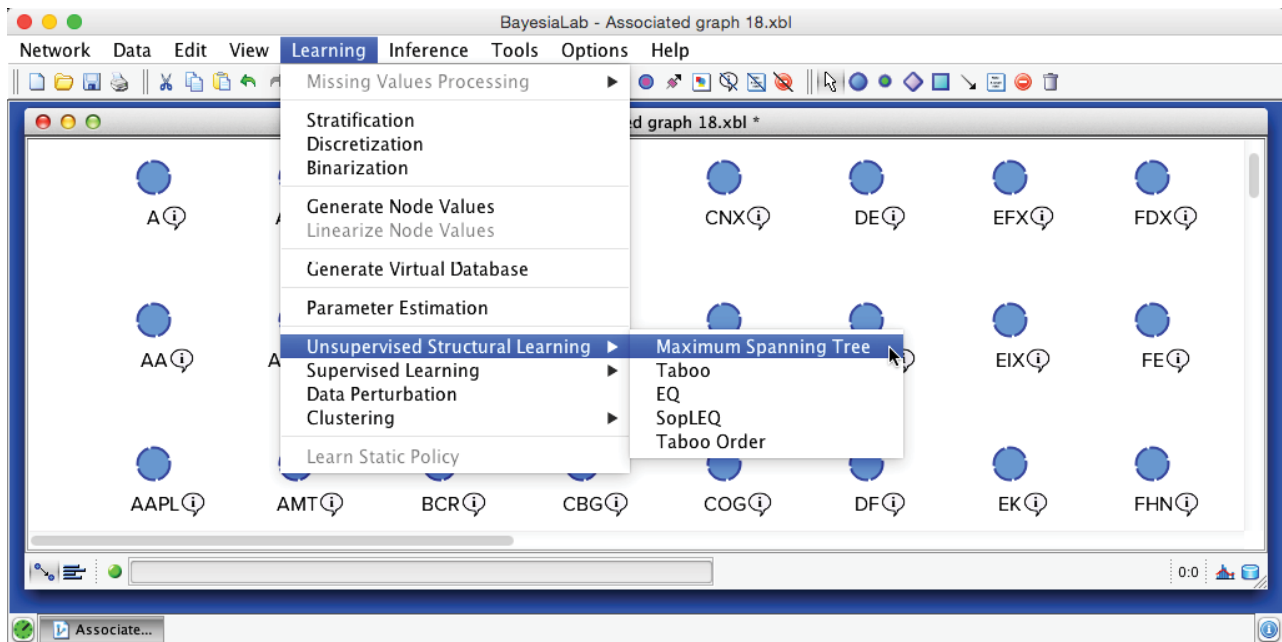 BayesiaLab - Associated graph 18.xbl
Network Data Edit View Learning Inference Tools Options Help
Missing Values Processing
Stratification
Discretization
Binarization
Generate Node Values
Linearize Node Values
Generate Virtual Database
Parameter Estimation
Unsupervised Structural Learning
Supervised Learning
Data Perturbation
Clustering
Learn Static Policy
Maximum Spanning Tree
Taboo
EQ
SopLEQ
Taboo Order
ed graph 18.xbl *
A CNX DE EFX FDX
AA EIX FE
AAPL AMT BCR CBG COG DF EK FHN
0:0
Associate...